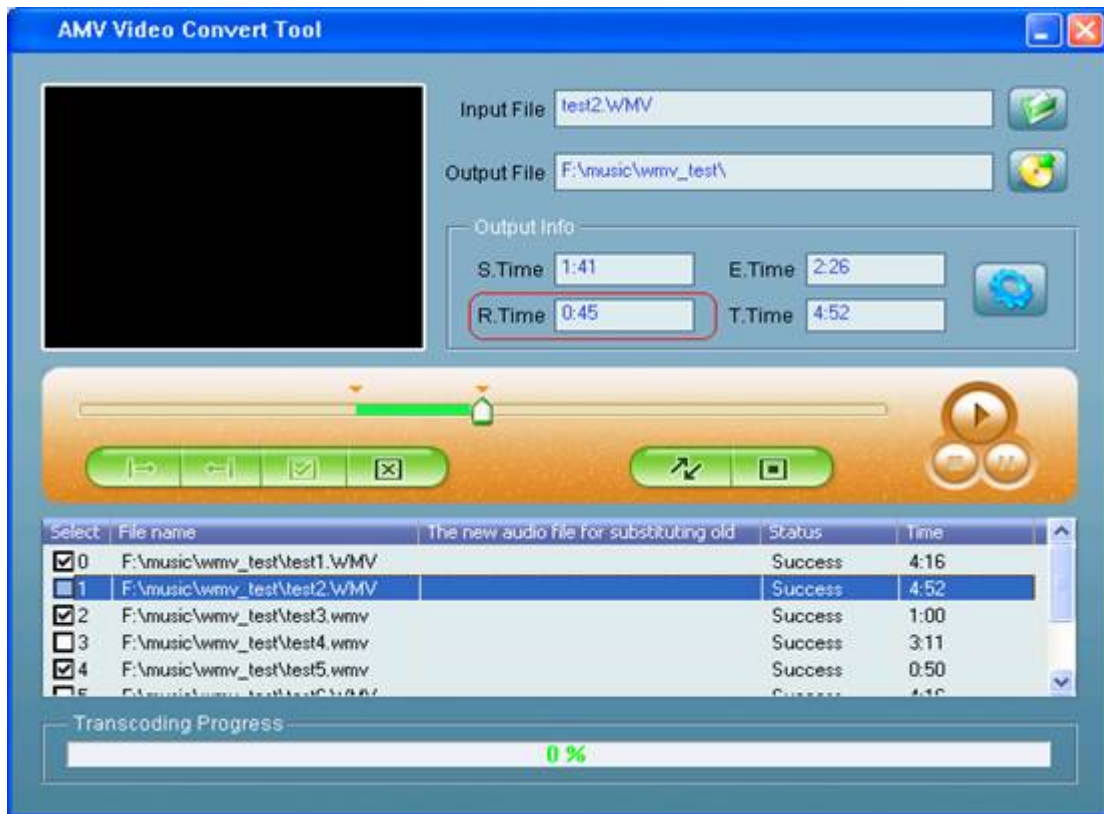 AMV Video Convert Tool
Input File test2.WMV
Output File F:\music\wmv_test\
Output Info
S.Time 1:41 E.Time 2:26
R.Time 0:45 T.Time 4:52
Select File name The new audio file for substituting old Status Time
0 F:\music\wmv_test\test1.WMV Success 4:16
1 F:\music\wmv_test\test2.WMV Success 4:52
2 F:\music\wmv_test\test3.wmv Success 1:00
3 F:\music\wmv_test\test4.wmv Success 3:11
4 F:\music\wmv_test\test5.wmv Success 0:50
Transcoding Progress
0 %